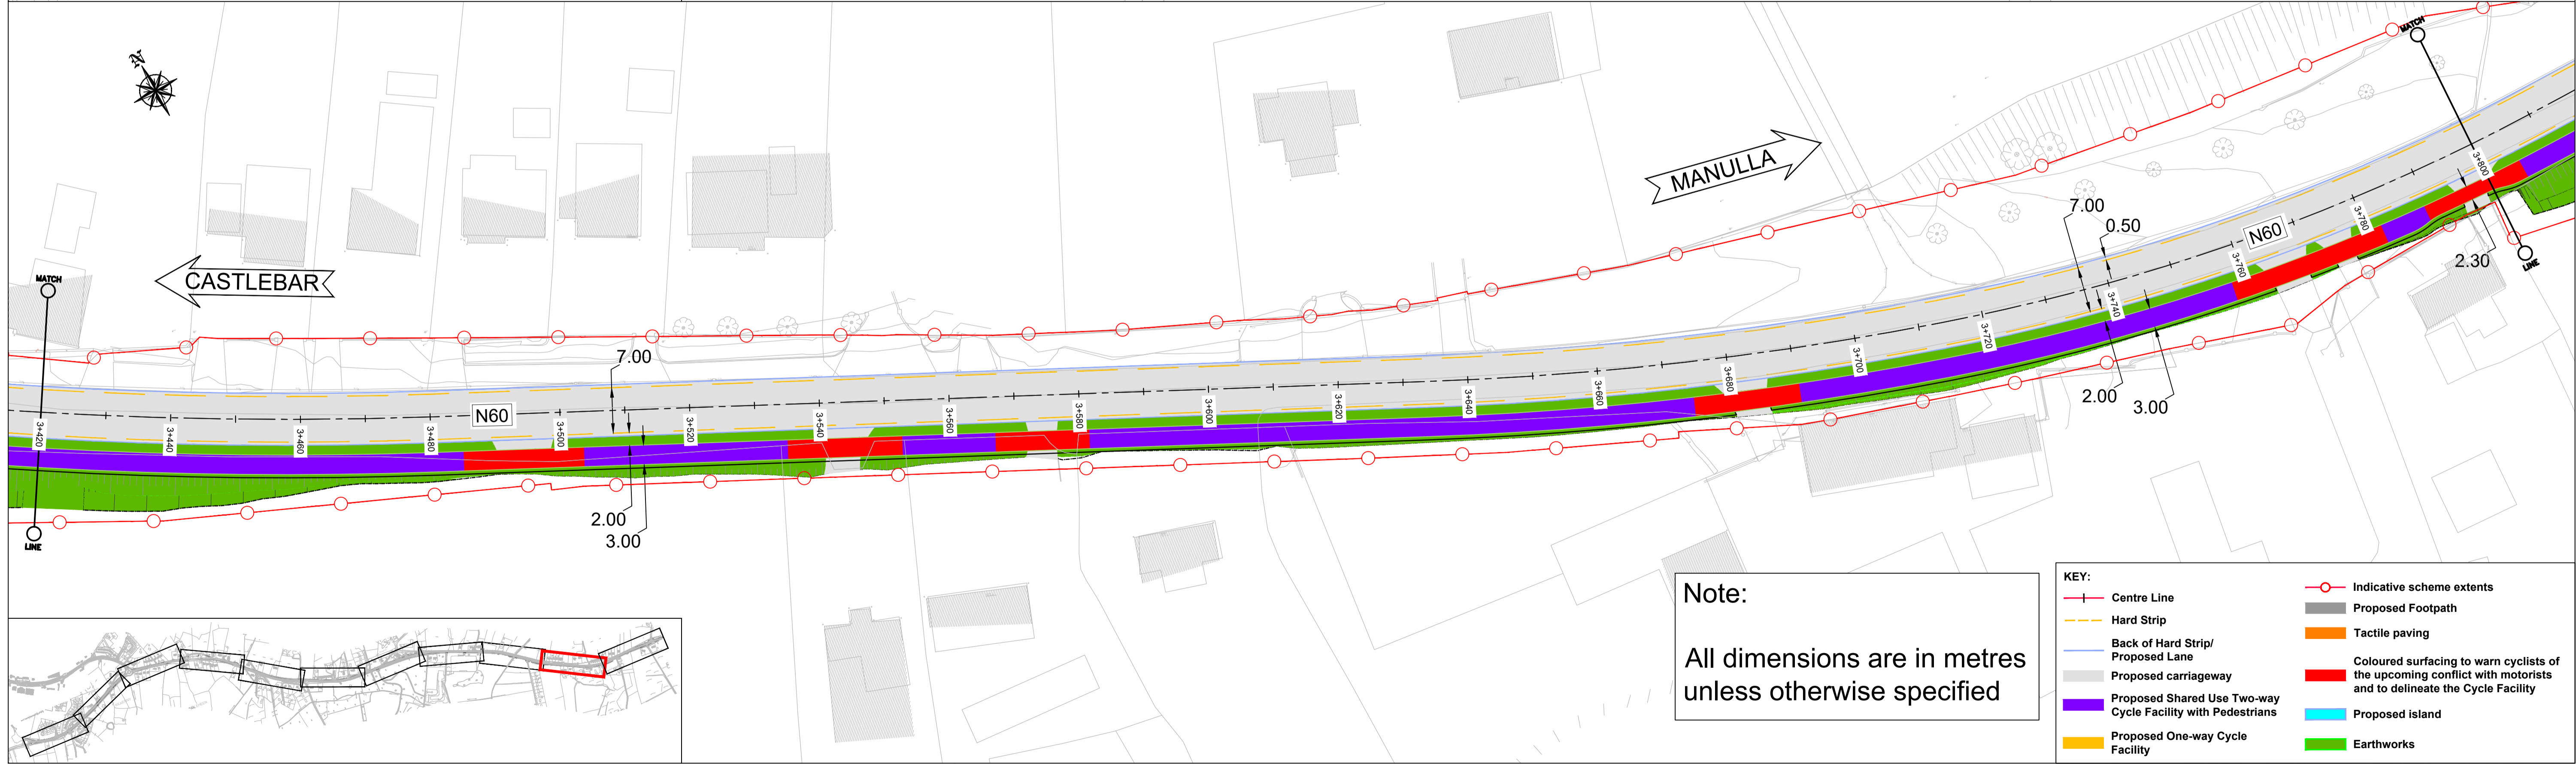 N
CASTLEBAR
MANULLA
MATCH
LINE
MATCH
LINE
N60
N60
3+420
3+440
3+460
3+480
3+500
3+520
3+540
3+560
3+580
3+600
3+620
3+640
3+660
3+680
3+700
3+720
3+740
3+760
3+780
3+800
7.00
2.00
3.00
7.00
0.50
2.00
3.00
2.30
Note:
All dimensions are in metres
unless otherwise specified
KEY:
Centre Line
Hard Strip
Back of Hard Strip/
Proposed Lane
Proposed carriageway
Proposed Shared Use Two-way
Cycle Facility with Pedestrians
Proposed One-way Cycle
Facility
Indicative scheme extents
Proposed Footpath
Tactile paving
Coloured surfacing to warn cyclists of
the upcoming conflict with motorists
and to delineate the Cycle Facility
Proposed island
Earthworks